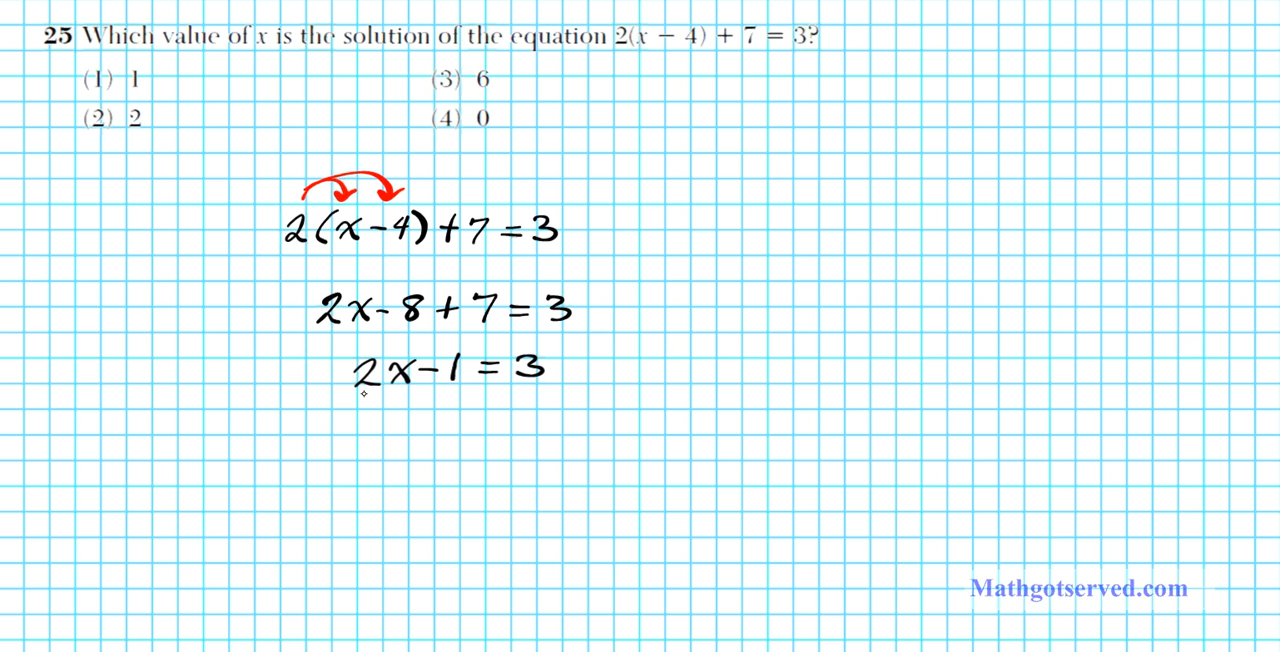 25 Which value of x is the solution of the equation 2(x − 4) + 7 = 3?
(1) 1 (3) 6
(2) 2 (4) 0
2(x-4)+7=3
2x-8+7=3
2x-1=3
Mathgotserved.com